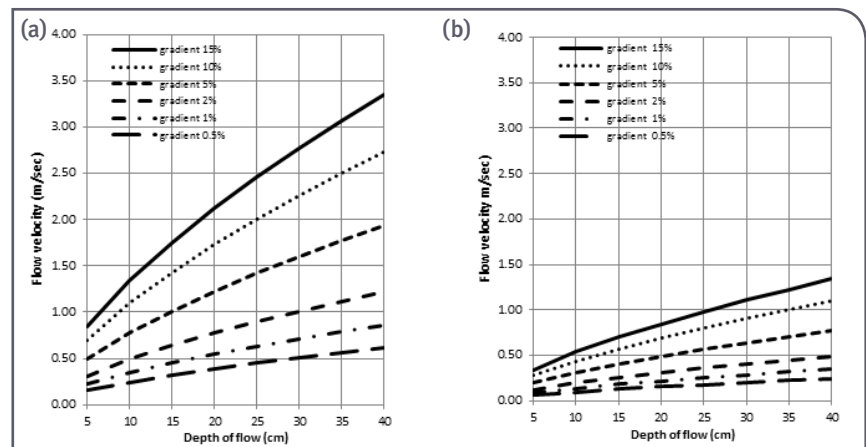 (a)
4.00
3.50
3.00
2.50
2.00
1.50
1.00
0.50
0.00
Flow velocity (m/sec)
gradient 15%
gradient 10%
gradient 5%
gradient 2%
gradient 1%
gradient 0.5%
5 10 15 20 25 30 35 40
Depth of flow (cm)
(b)
4.00
3.50
3.00
2.50
2.00
1.50
1.00
0.50
0.00
Flow velocity m/sec)
gradient 15%
gradient 10%
gradient 5%
gradient 2%
gradient 1%
gradient 0.5%
5 10 15 20 25 30 35 40
Depth of flow (cm)